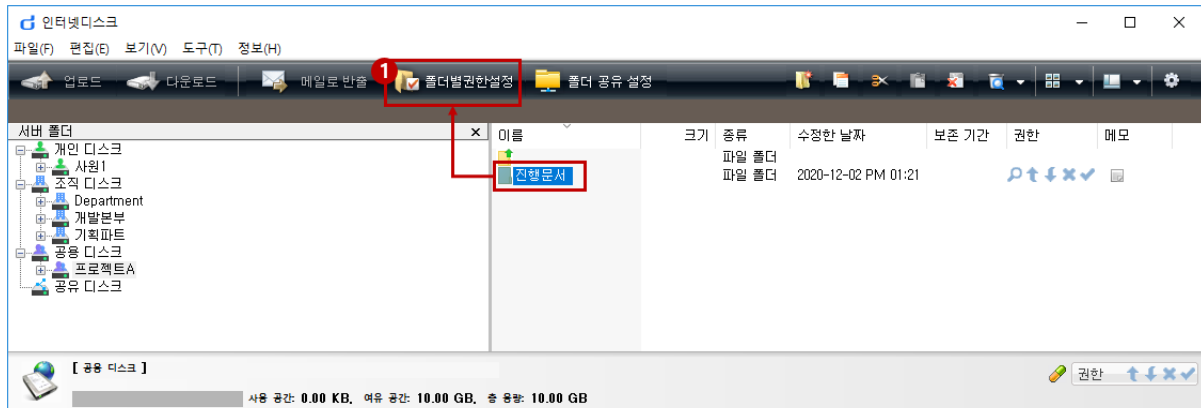 인터넷디스크
파일(F) 편집(E) 보기(V) 도구(T) 정보(H)
업로드 다운로드 메일로 반출 1 폴더별권한설정 폴더 공유 설정
서버 폴더 x
이름 크기 종류 수정한 날짜 보존 기간 권한 메모
개인 디스크
사원1
조직 디스크
Department
개발본부
기획파트
공용 디스크
프로젝트A
공유 디스크
파일 폴더
진행문서 파일 폴더 2020-12-02 PM 01:21
[ 공용 디스크 ]
권한
사용 공간: 0.00 KB, 여유 공간: 10.00 GB, 총 용량: 10.00 GB